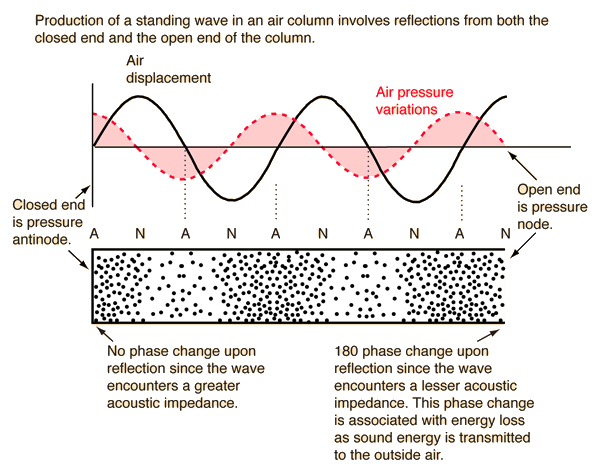 Production of a standing wave in an air column involves reflections from both the
closed end and the open end of the column.
Air
displacement
Air pressure
variations
Closed end
is pressure
antinode.
Open end
is pressure
node.
A N A N A N A N A N
No phase change upon
reflection since the wave
encounters a greater
acoustic impedance.
180 phase change upon
reflection since the wave
encounters a lesser acoustic
impedance. This phase change
is associated with energy loss
as sound energy is transmitted
to the outside air.